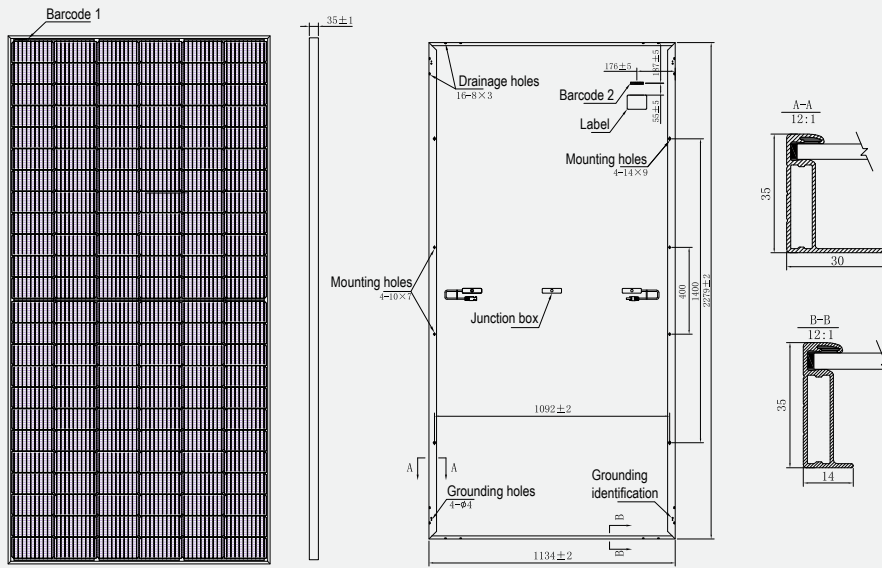 Barcode 1
35±1
Drainage holes
16-8×3
176±5
187±5
Barcode 2
55±5
Label
Mounting holes
4-14×9
Mounting holes
4-10×7
Junction box
400
1400
2279±2
1092±2
A
A
Grounding holes
4-ø4
Grounding
identification
B
B
1134±2
A-A
12:1
35
30
B-B
12:1
35
14